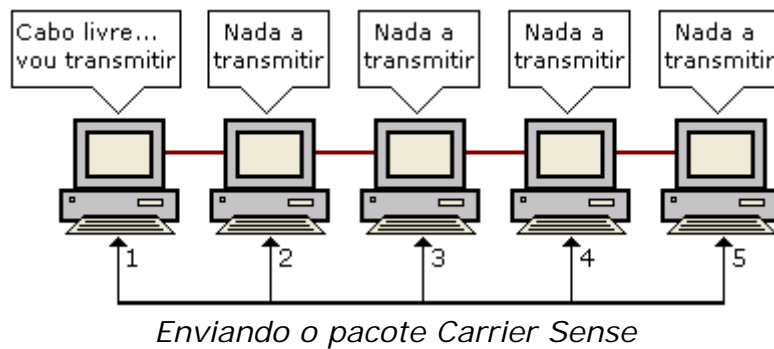 Cabo livre...
vou transmitir
Nada a
transmitir
Nada a
transmitir
Nada a
transmitir
Nada a
transmitir
1
2
3
4
5
Enviando o pacote Carrier Sense